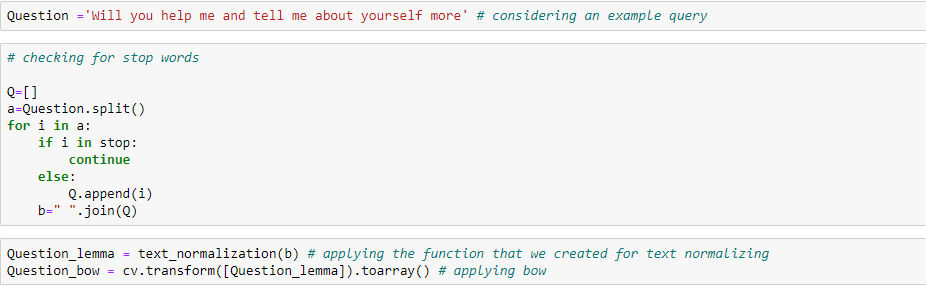 Question ='Will you help me and tell me about yourself more' # considering an example query
# checking for stop words
Q=[]
a=Question.split()
for i in a:
    if i in stop:
        continue
    else:
        Q.append(i)
    b=" ".join(Q)
Question_lemma = text_normalization(b) # applying the function that we created for text normalizing
Question_bow = cv.transform([Question_lemma]).toarray() # applying bow